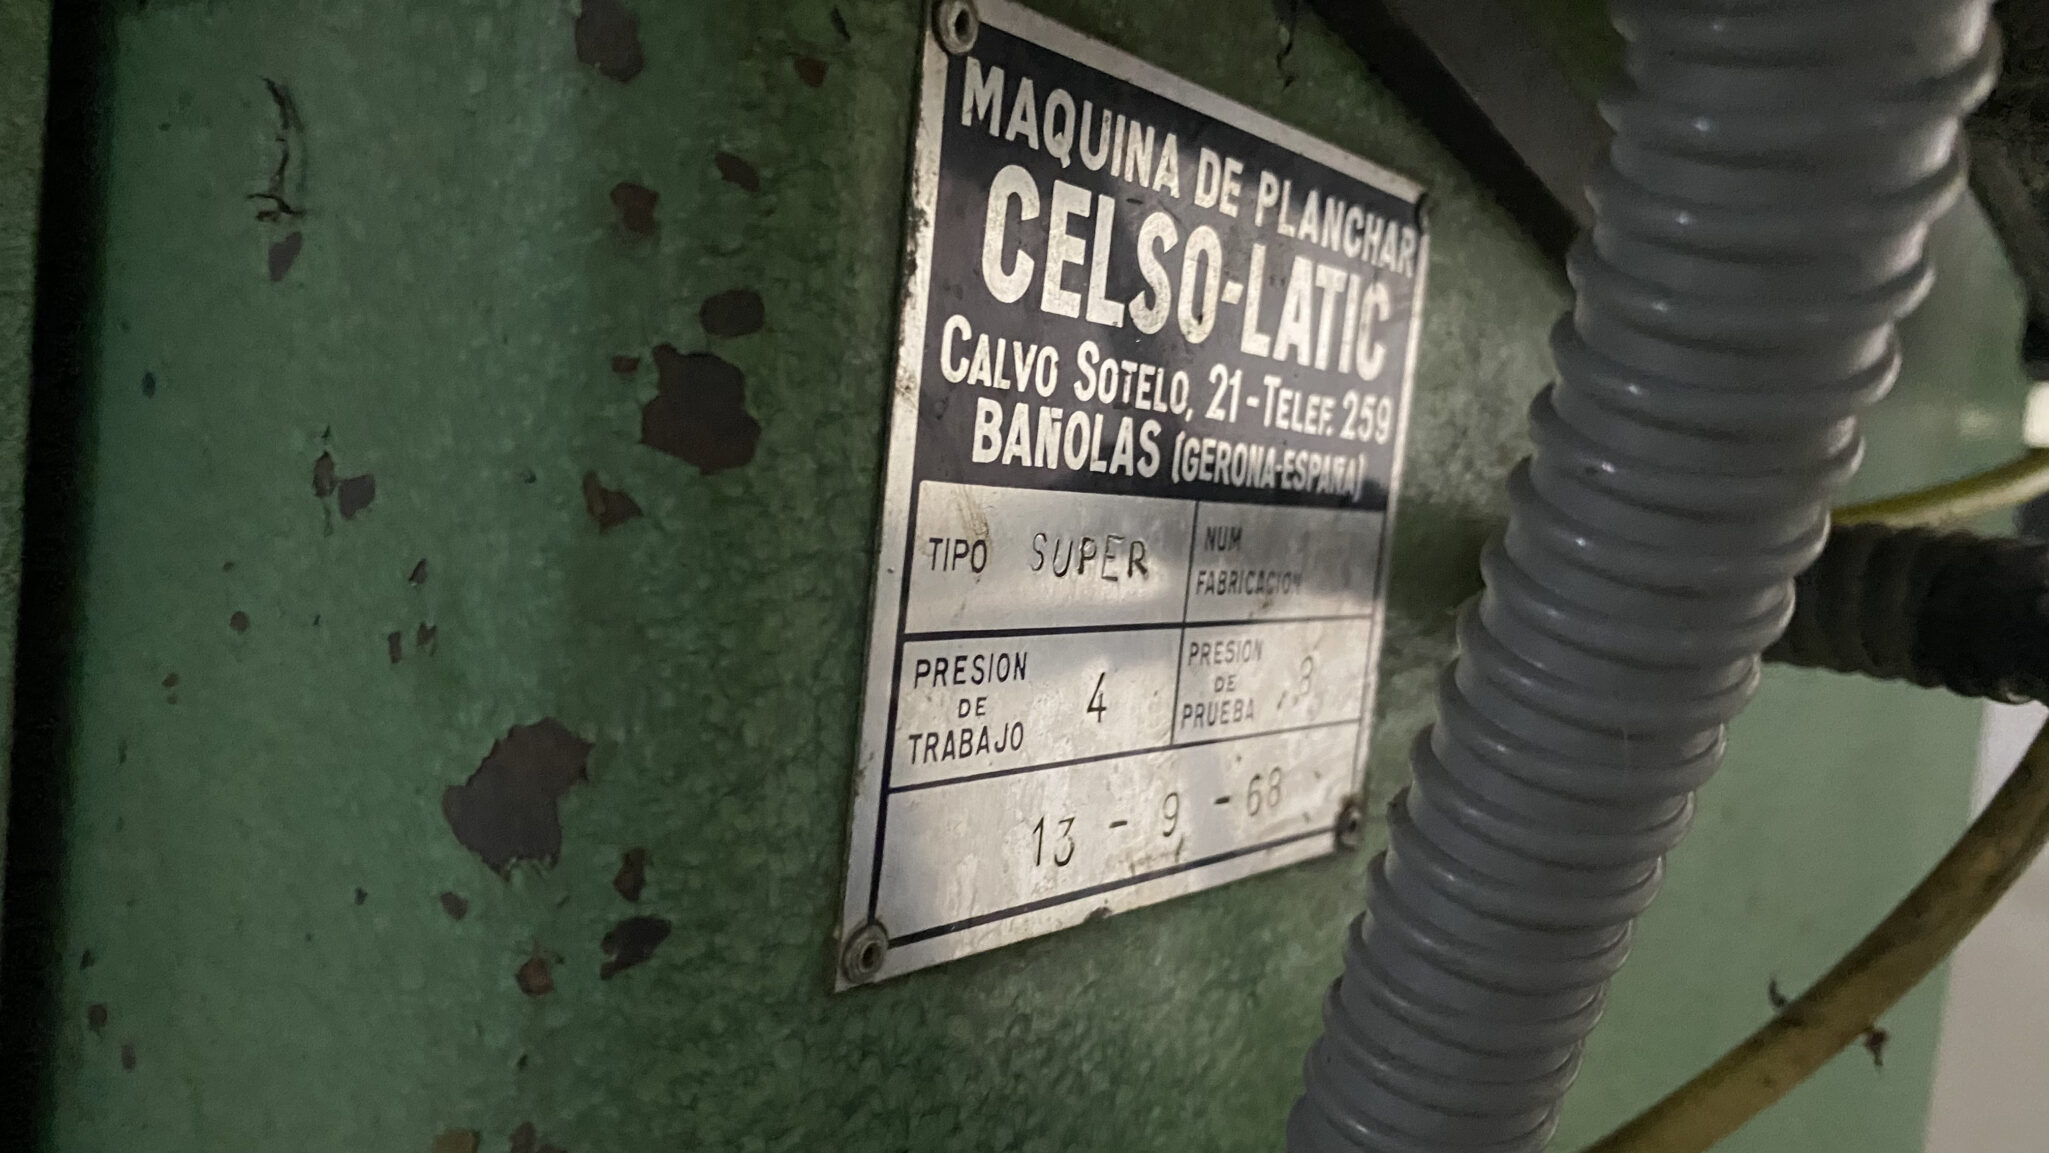 MAQUINA DE PLANCHAR
CELSO-LATIC
CALVO SOTELO, 21 - TELEF. 259
BAÑOLAS (GERONA-ESPAÑA)
TIPO SUPER
NUM
FABRICACION
PRESION
DE
TRABAJO
4
PRESION
DE
PRUEBA
13 - 9 - 68